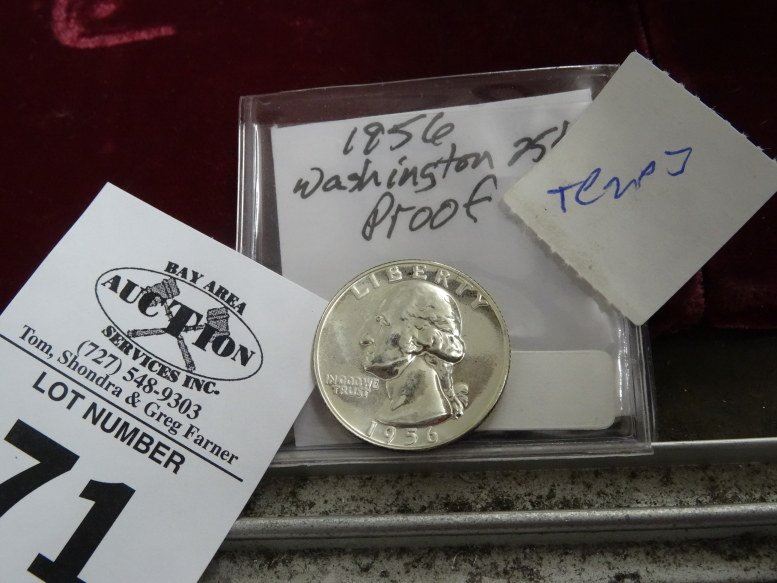 1956
Washington 25¢
Proof
LIBERTY
IN GOD WE
TRUST
1956
BAY AREA
AUCTION
SERVICES INC.
(727) 548-9303
Tom, Shondra & Greg Farner
LOT NUMBER
71